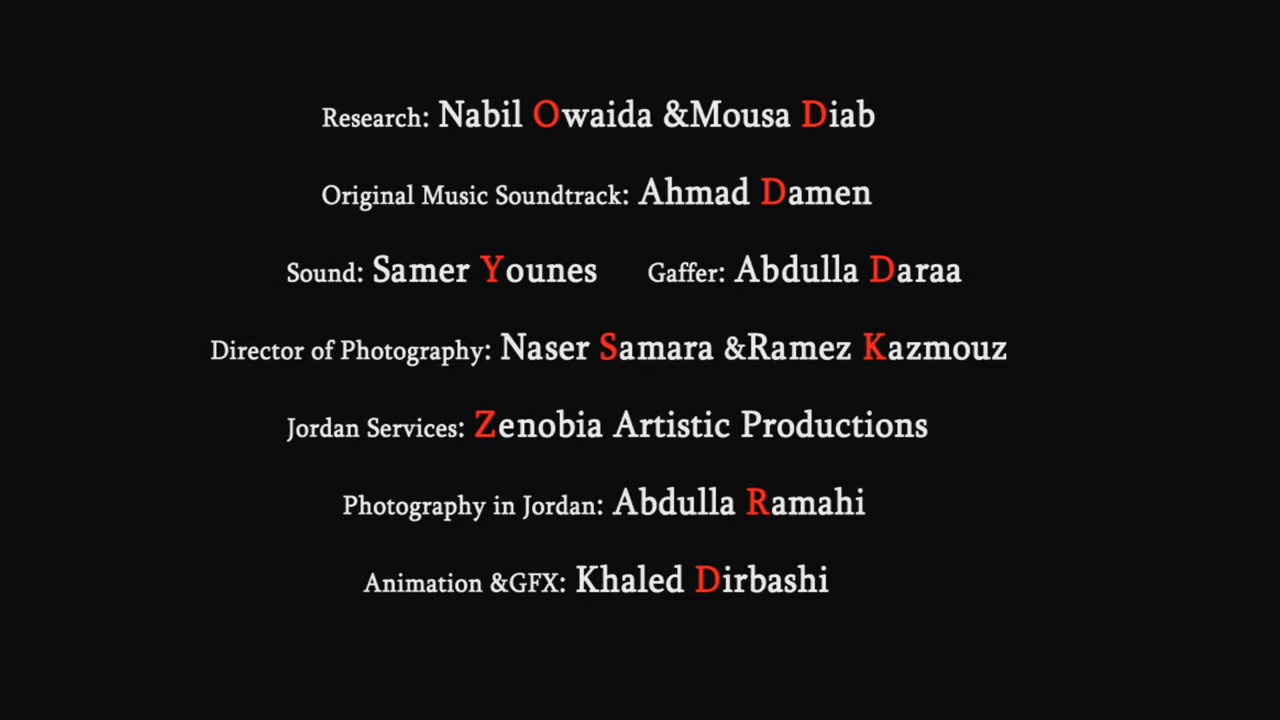 Research: Nabil Owaida &Mousa Diab
Original Music Soundtrack: Ahmad Damen
Sound: Samer Younes Gaffer: Abdulla Daraa
Director of Photography: Naser Samara &Ramez Kazmouz
Jordan Services: Zenobia Artistic Productions
Photography in Jordan: Abdulla Ramahi
Animation &GFX: Khaled Dirbashi